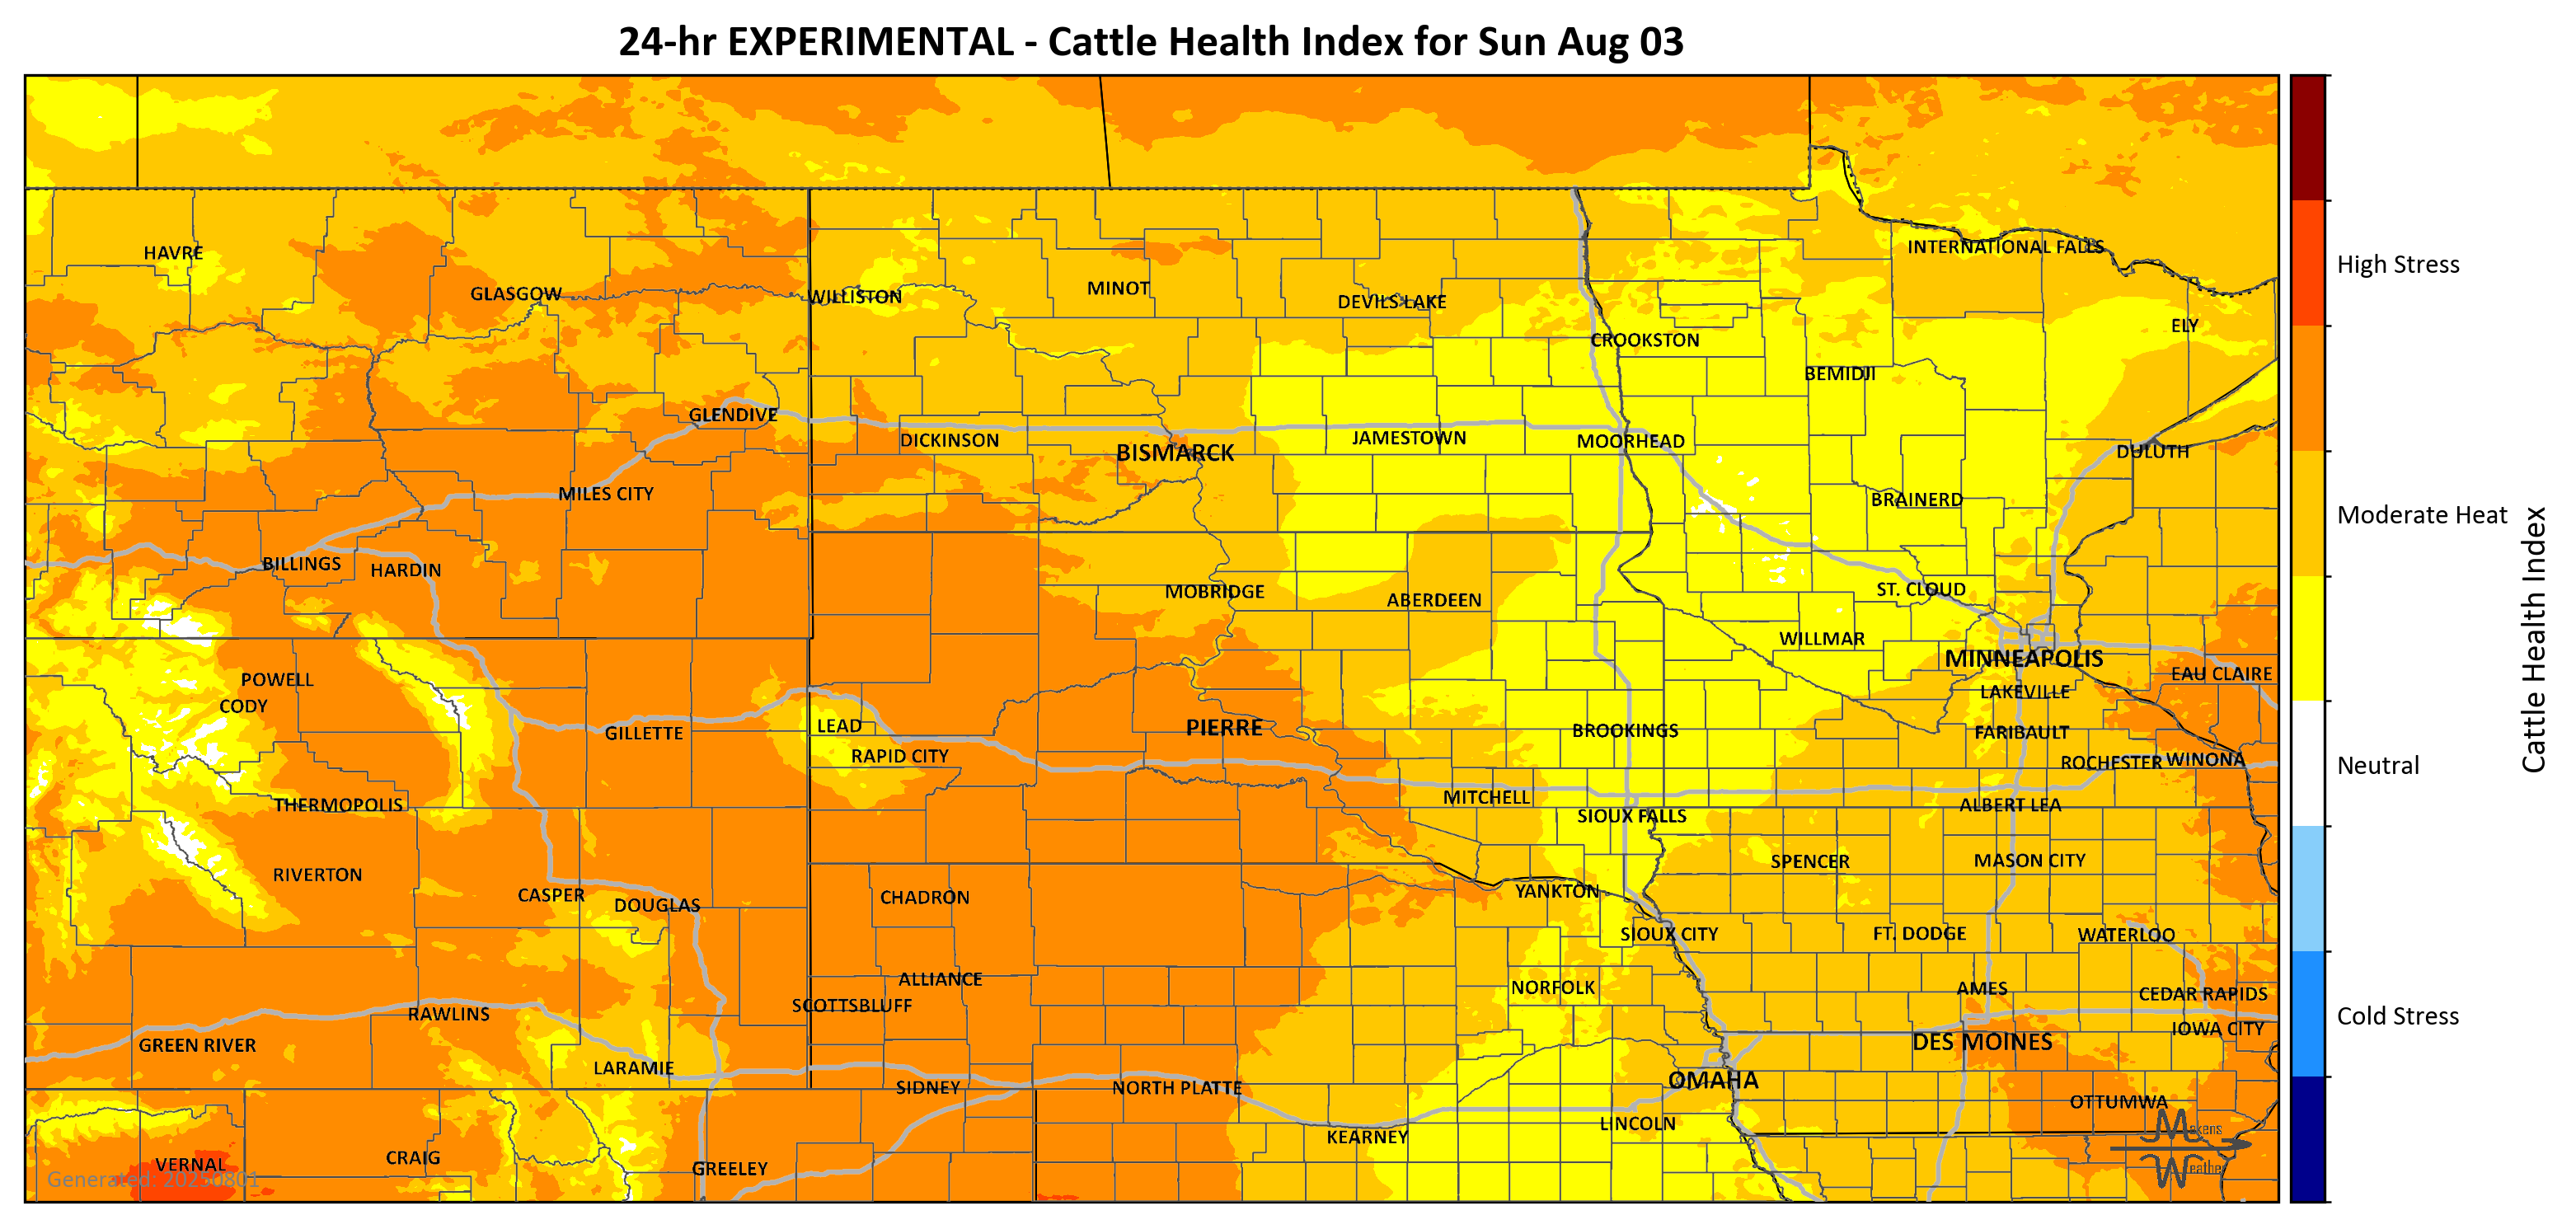 24-hr EXPERIMENTAL - Cattle Health Index for Sun Aug 03
HAVRE
GLASGOW
WILLISTON
MINOT
DEVILS LAKE
INTERNATIONAL FALLS
CROOKSTON
ELY
BEMIDJI
GLENDIVE
DICKINSON
BISMARCK
JAMESTOWN
MOORHEAD
DULUTH
MILES CITY
BRAINERD
BILLINGS
HARDIN
MOBRIDGE
ABERDEEN
ST. CLOUD
WILLMAR
MINNEAPOLIS
EAU CLAIRE
POWELL
CODY
LAKEVILLE
GILLETTE
LEAD
PIERRE
BROOKINGS
FARIBAULT
RAPID CITY
ROCHESTER
WINONA
THERMOPOLIS
MITCHELL
ALBERT LEA
SIOUX FALLS
RIVERTON
SPENCER
MASON CITY
CASPER
DOUGLAS
CHADRON
YANKTON
SIOUX CITY
FT. DODGE
WATERLOO
ALLIANCE
NORFOLK
AMES
CEDAR RAPIDS
SCOTTSBLUFF
RAWLINS
IOWA CITY
GREEN RIVER
DES MOINES
LARAMIE
SIDNEY
NORTH PLATTE
OMAHA
OTTUMWA
LINCOLN
KEARNEY
VERNAL
CRAIG
GREELEY
Generated: 20250801
Makens
Weather
High Stress
Moderate Heat
Neutral
Cold Stress
Cattle Health Index